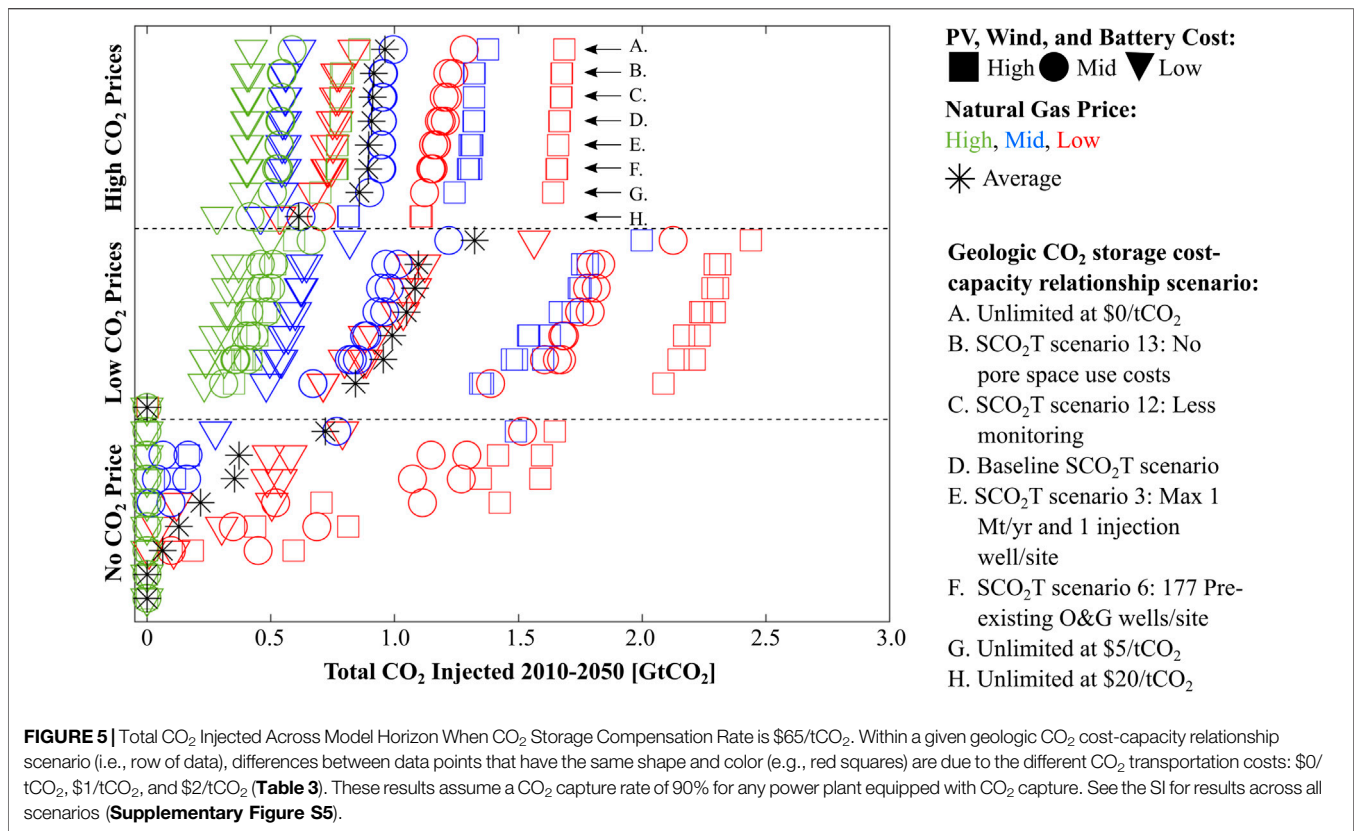 High CO₂ Prices
Low CO₂ Prices
No CO₂ Price
A.
B.
C.
D.
E.
F.
G.
H.
0 0.5 1.0 1.5 2.0 2.5 3.0
Total CO₂ Injected 2010-2050 [GtCO₂]
PV, Wind, and Battery Cost:
High Mid Low
Natural Gas Price:
High, Mid, Low
Average
Geologic CO₂ storage cost-
capacity relationship scenario:
A. Unlimited at $0/tCO₂
B. SCO₂T scenario 13: No
pore space use costs
C. SCO₂T scenario 12: Less
monitoring
D. Baseline SCO₂T scenario
E. SCO₂T scenario 3: Max 1
Mt/yr and 1 injection
well/site
F. SCO₂T scenario 6: 177 Pre-
existing O&G wells/site
G. Unlimited at $5/tCO₂
H. Unlimited at $20/tCO₂
FIGURE 5 | Total CO₂ Injected Across Model Horizon When CO₂ Storage Compensation Rate is $65/tCO₂. Within a given geologic CO₂ cost-capacity relationship
scenario (i.e., row of data), differences between data points that have the same shape and color (e.g., red squares) are due to the different CO₂ transportation costs: $0/
tCO₂, $1/tCO₂, and $2/tCO₂ (Table 3). These results assume a CO₂ capture rate of 90% for any power plant equipped with CO₂ capture. See the SI for results across all
scenarios (Supplementary Figure S5).